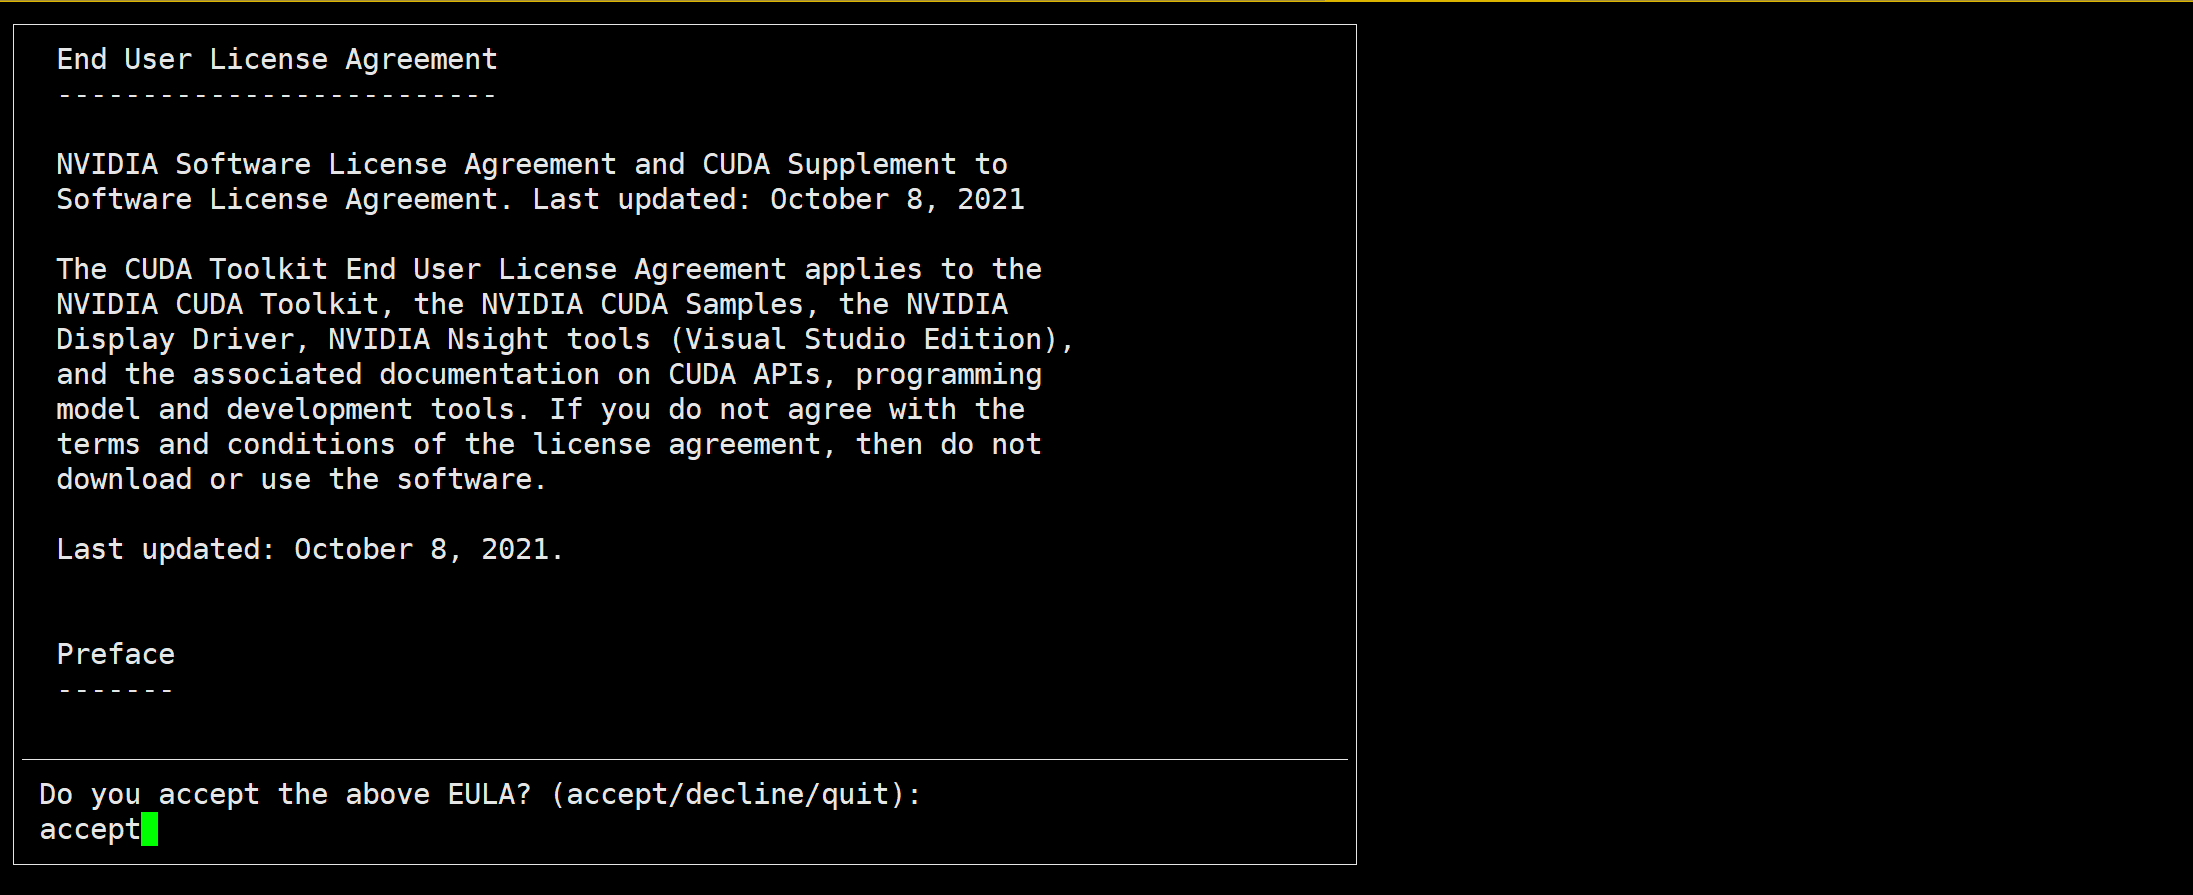 End User License Agreement
--------------------------
NVIDIA Software License Agreement and CUDA Supplement to
Software License Agreement. Last updated: October 8, 2021
The CUDA Toolkit End User License Agreement applies to the
NVIDIA CUDA Toolkit, the NVIDIA CUDA Samples, the NVIDIA
Display Driver, NVIDIA Nsight tools (Visual Studio Edition),
and the associated documentation on CUDA APIs, programming
model and development tools. If you do not agree with the
terms and conditions of the license agreement, then do not
download or use the software.
Last updated: October 8, 2021.
Preface
-------
Do you accept the above EULA? (accept/decline/quit):
accept